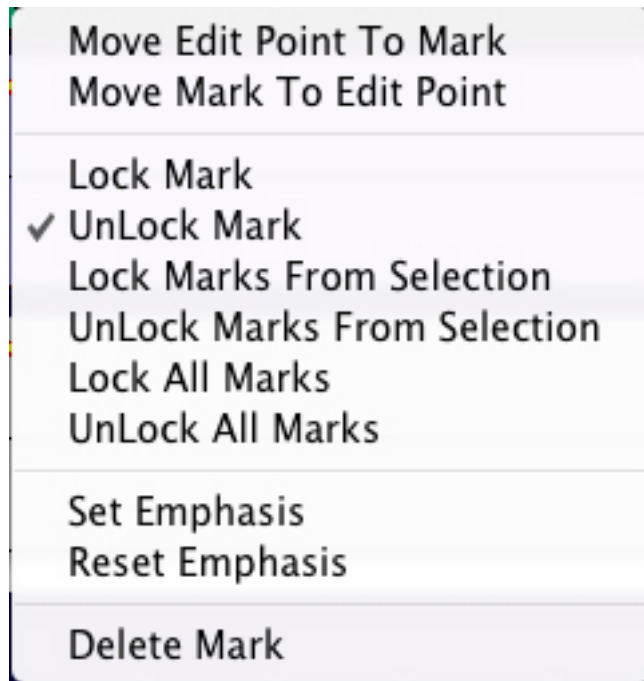 Move Edit Point To Mark
Move Mark To Edit Point
Lock Mark
✓ UnLock Mark
Lock Marks From Selection
UnLock Marks From Selection
Lock All Marks
UnLock All Marks
Set Emphasis
Reset Emphasis
Delete Mark